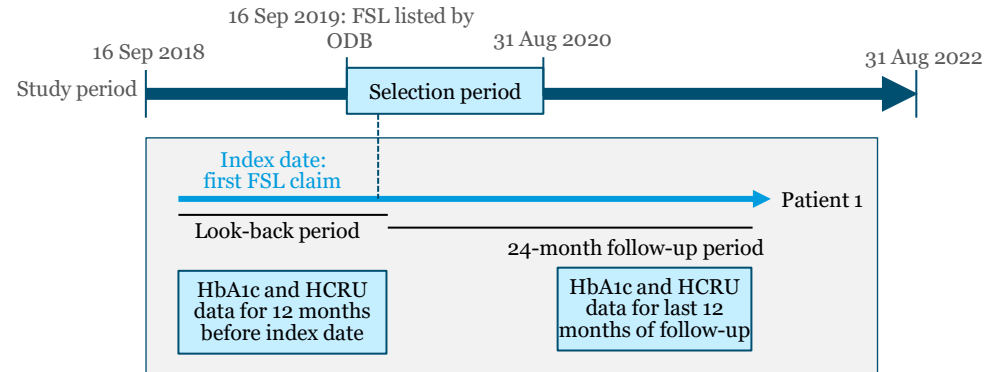 16 Sep 2019: FSL listed by
ODB
16 Sep 2018
31 Aug 2020
31 Aug 2022
Study period
Selection period
Index date:
first FSL claim
Patient 1
Look-back period
24-month follow-up period
HbA1c and HCRU
data for 12 months
before index date
HbA1c and HCRU
data for last 12
months of follow-up